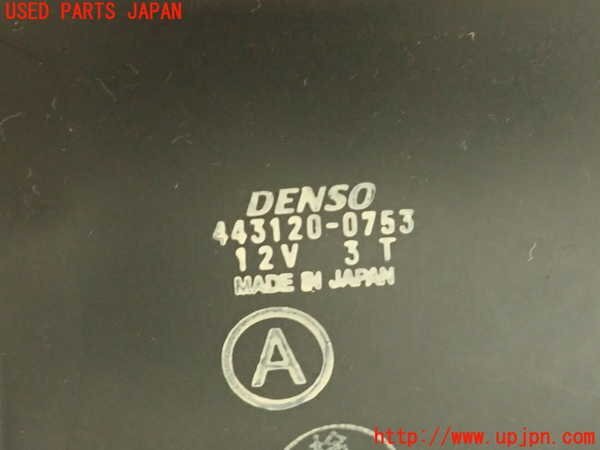 USED PARTS JAPAN
DENSO
443120-0753
12V 3T
MADE IN JAPAN
A
http://www.upjpn.com/